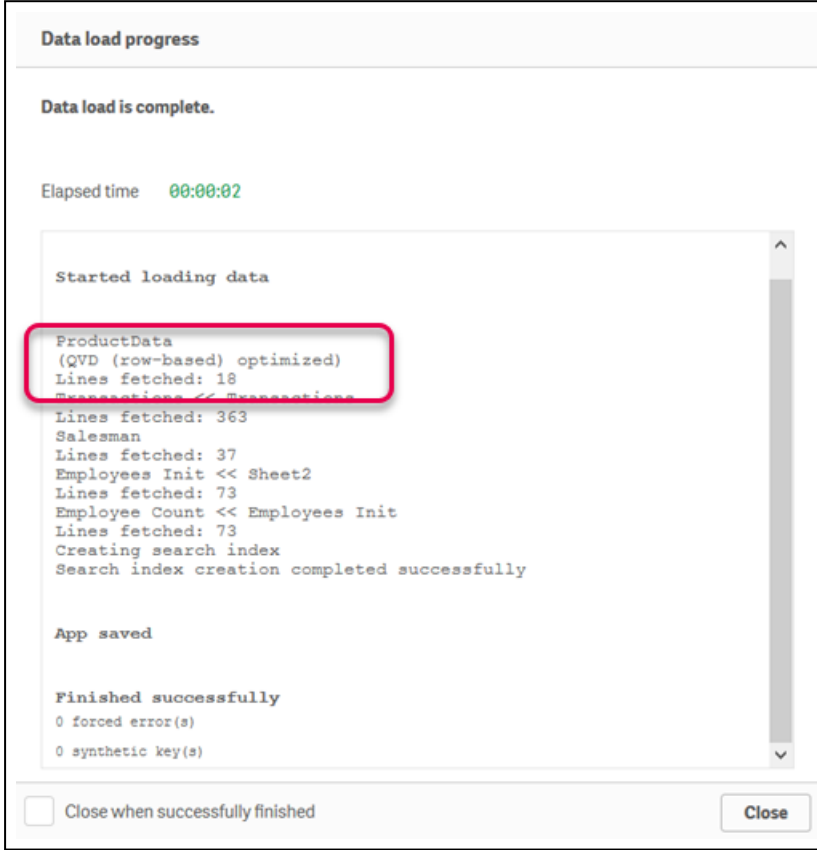 Data load progress
Data load is complete.
Elapsed time 00:00:02
Started loading data
ProductData
(QVD (row-based) optimized)
Lines fetched: 18
Transactions << Transactions
Lines fetched: 363
Salesman
Lines fetched: 37
Employees Init << Sheet2
Lines fetched: 73
Employee Count << Employees Init
Lines fetched: 73
Creating search index
Search index creation completed successfully
App saved
Finished successfully
0 forced error(s)
0 synthetic key(s)
Close when successfully finished
Close